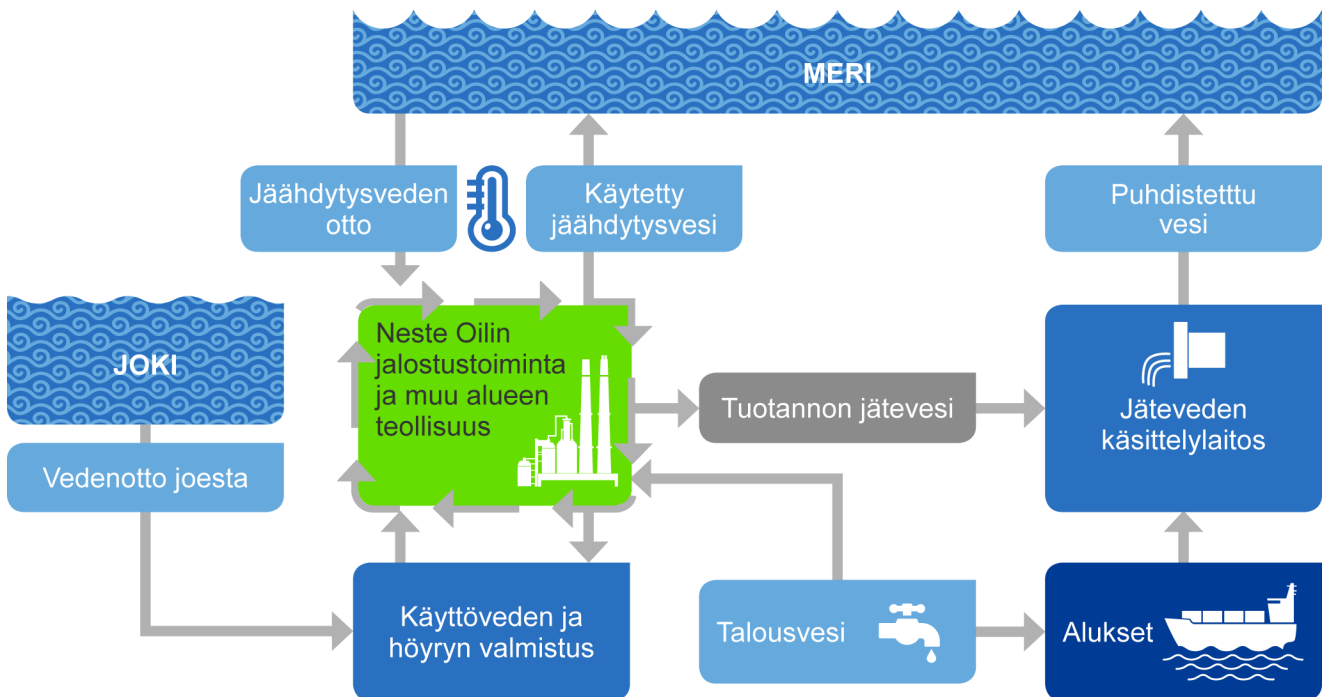 MERI
Jäähdytysveden
otto
Käytetty
jäähdytysvesi
Puhdistetttu
vesi
JOKI
Neste Oilin
jalostustoiminta
ja muu alueen
teollisuus
Tuotannon jätevesi
Jäteveden
käsittelylaitos
Vedenotto joesta
Käyttöveden ja
höyryn valmistus
Talousvesi
Alukset